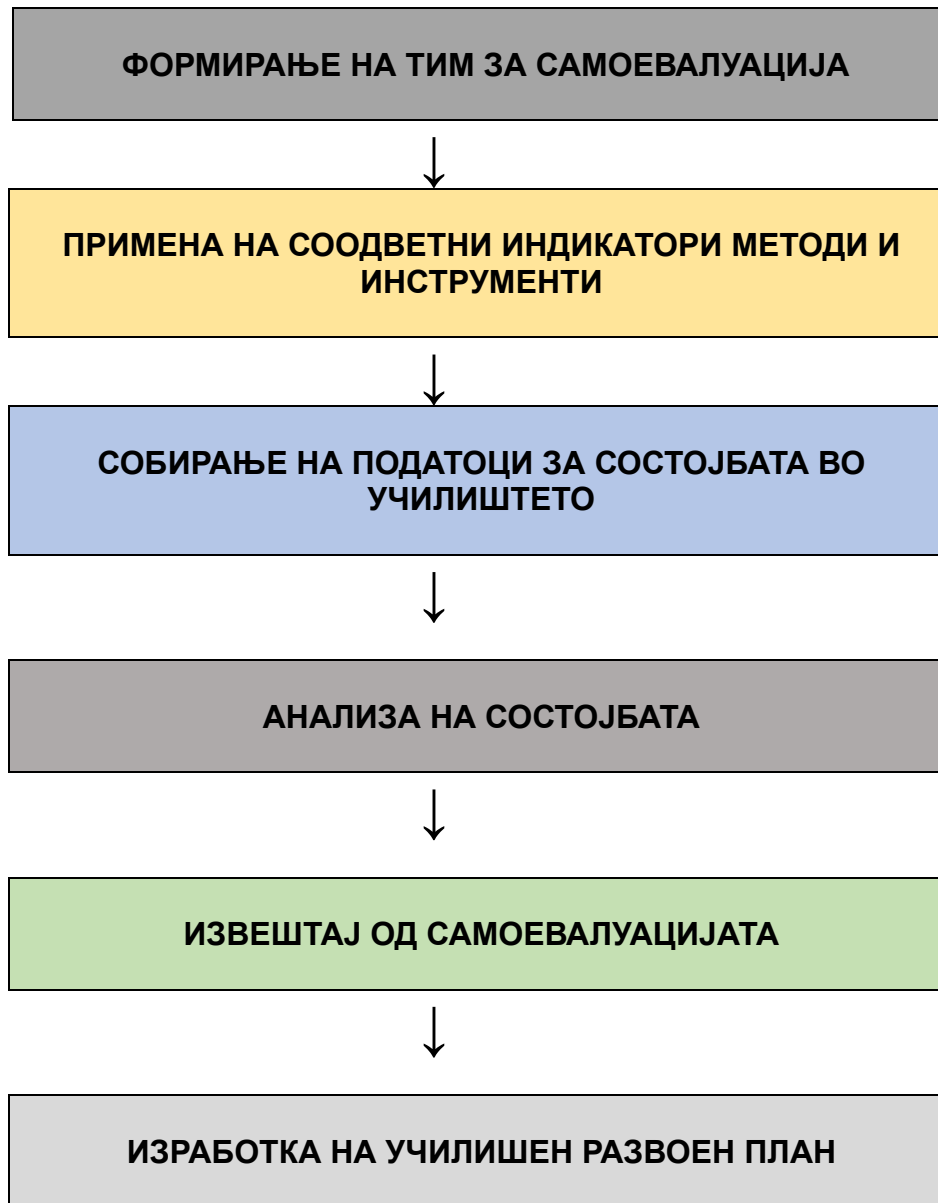 ФОРМИРАЊЕ НА ТИМ ЗА САМОЕВАЛУАЦИЈА
ПРИМЕНА НА СООДВЕТНИ ИНДИКАТОРИ МЕТОДИ И
ИНСТРУМЕНТИ
СОБИРАЊЕ НА ПОДАТОЦИ ЗА СОСТОЈБАТА ВО
УЧИЛИШТЕТО
АНАЛИЗА НА СОСТОЈБАТА
ИЗВЕШТАЈ ОД САМОЕВАЛУАЦИЈАТА
ИЗРАБОТКА НА УЧИЛИШЕН РАЗВОЕН ПЛАН